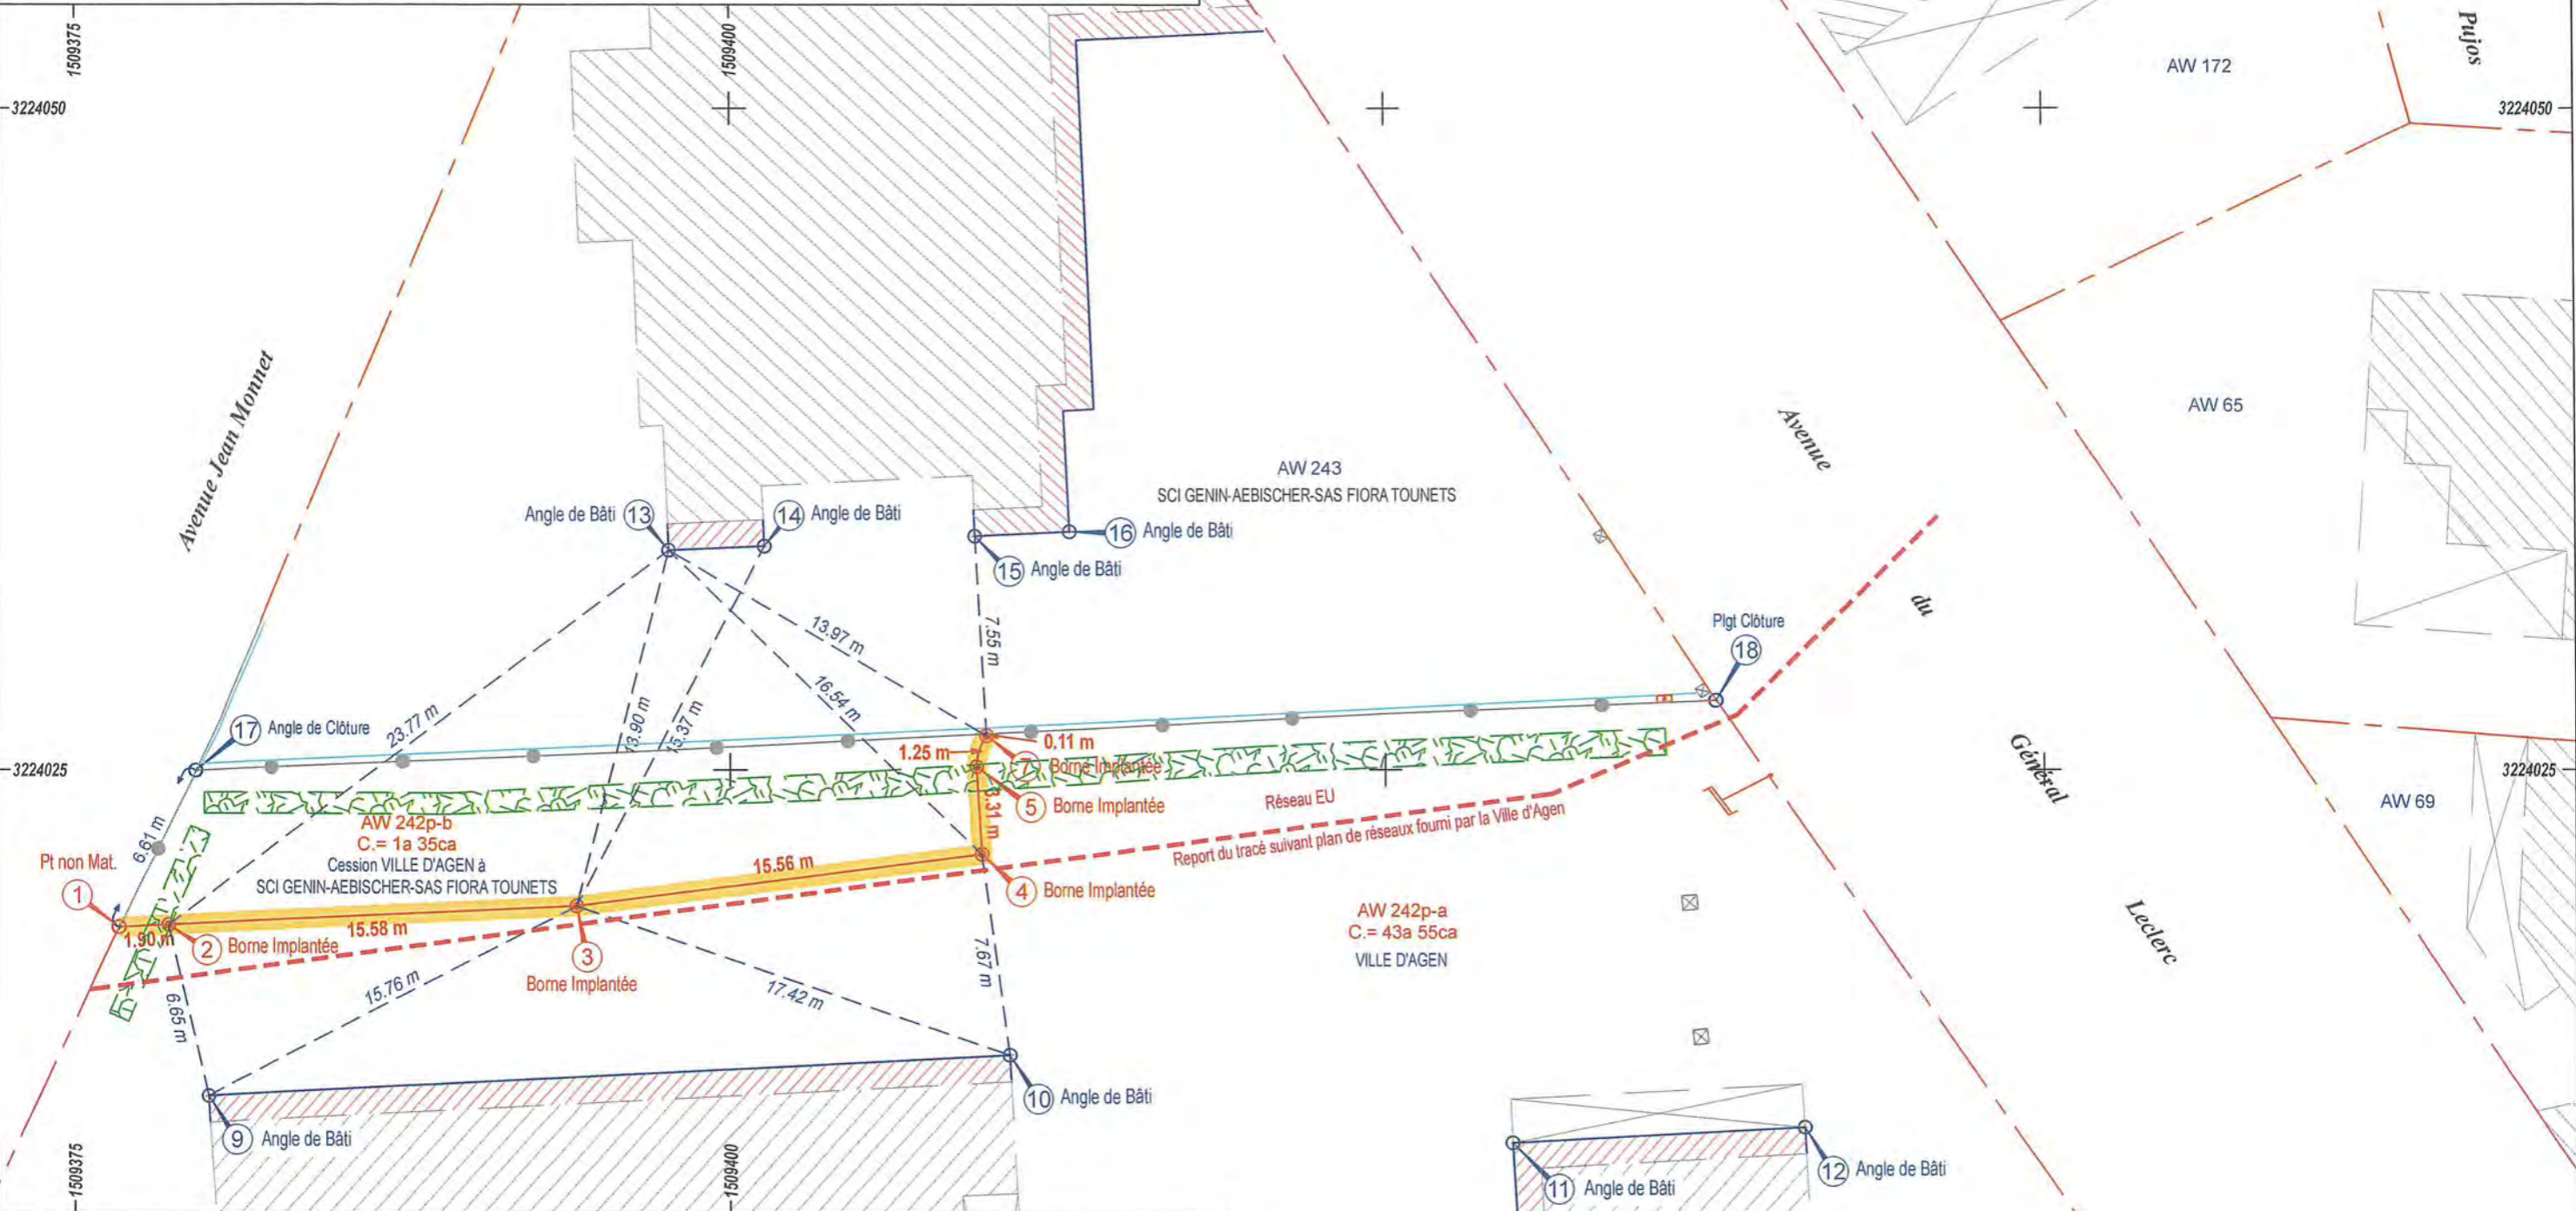 1509375
1509400
3224050
3224050
AW 172
Pujos
AW 65
Avenue Jean Monnet
Avenue
du
Général
Leclerc
AW 243
SCI GENIN-AEBISCHER-SAS FIORA TOUNETS
Angle de Bâti 13
14 Angle de Bâti
16 Angle de Bâti
15 Angle de Bâti
Plgt Clôture
18
13.97 m
7.55 m
16.54 m
13.90 m
15.37 m
23.77 m
17 Angle de Clôture
1.25 m
0.11 m
7 Borne Implantée
5 Borne Implantée
3.31 m
3224025
3224025
AW 69
Réseau EU
Report du tracé suivant plan de réseaux fourni par la Ville d'Agen
6.61 m
AW 242p-b
C.= 1a 35ca
Cession VILLE D'AGEN à
SCI GENIN-AEBISCHER-SAS FIORA TOUNETS
15.56 m
Pt non Mat.
1
1.90 m
2 Borne Implantée
15.58 m
3
Borne Implantée
4 Borne Implantée
AW 242p-a
C.= 43a 55ca
VILLE D'AGEN
6.65 m
15.76 m
17.42 m
7.67 m
9 Angle de Bâti
10 Angle de Bâti
11 Angle de Bâti
12 Angle de Bâti
1509375
1509400